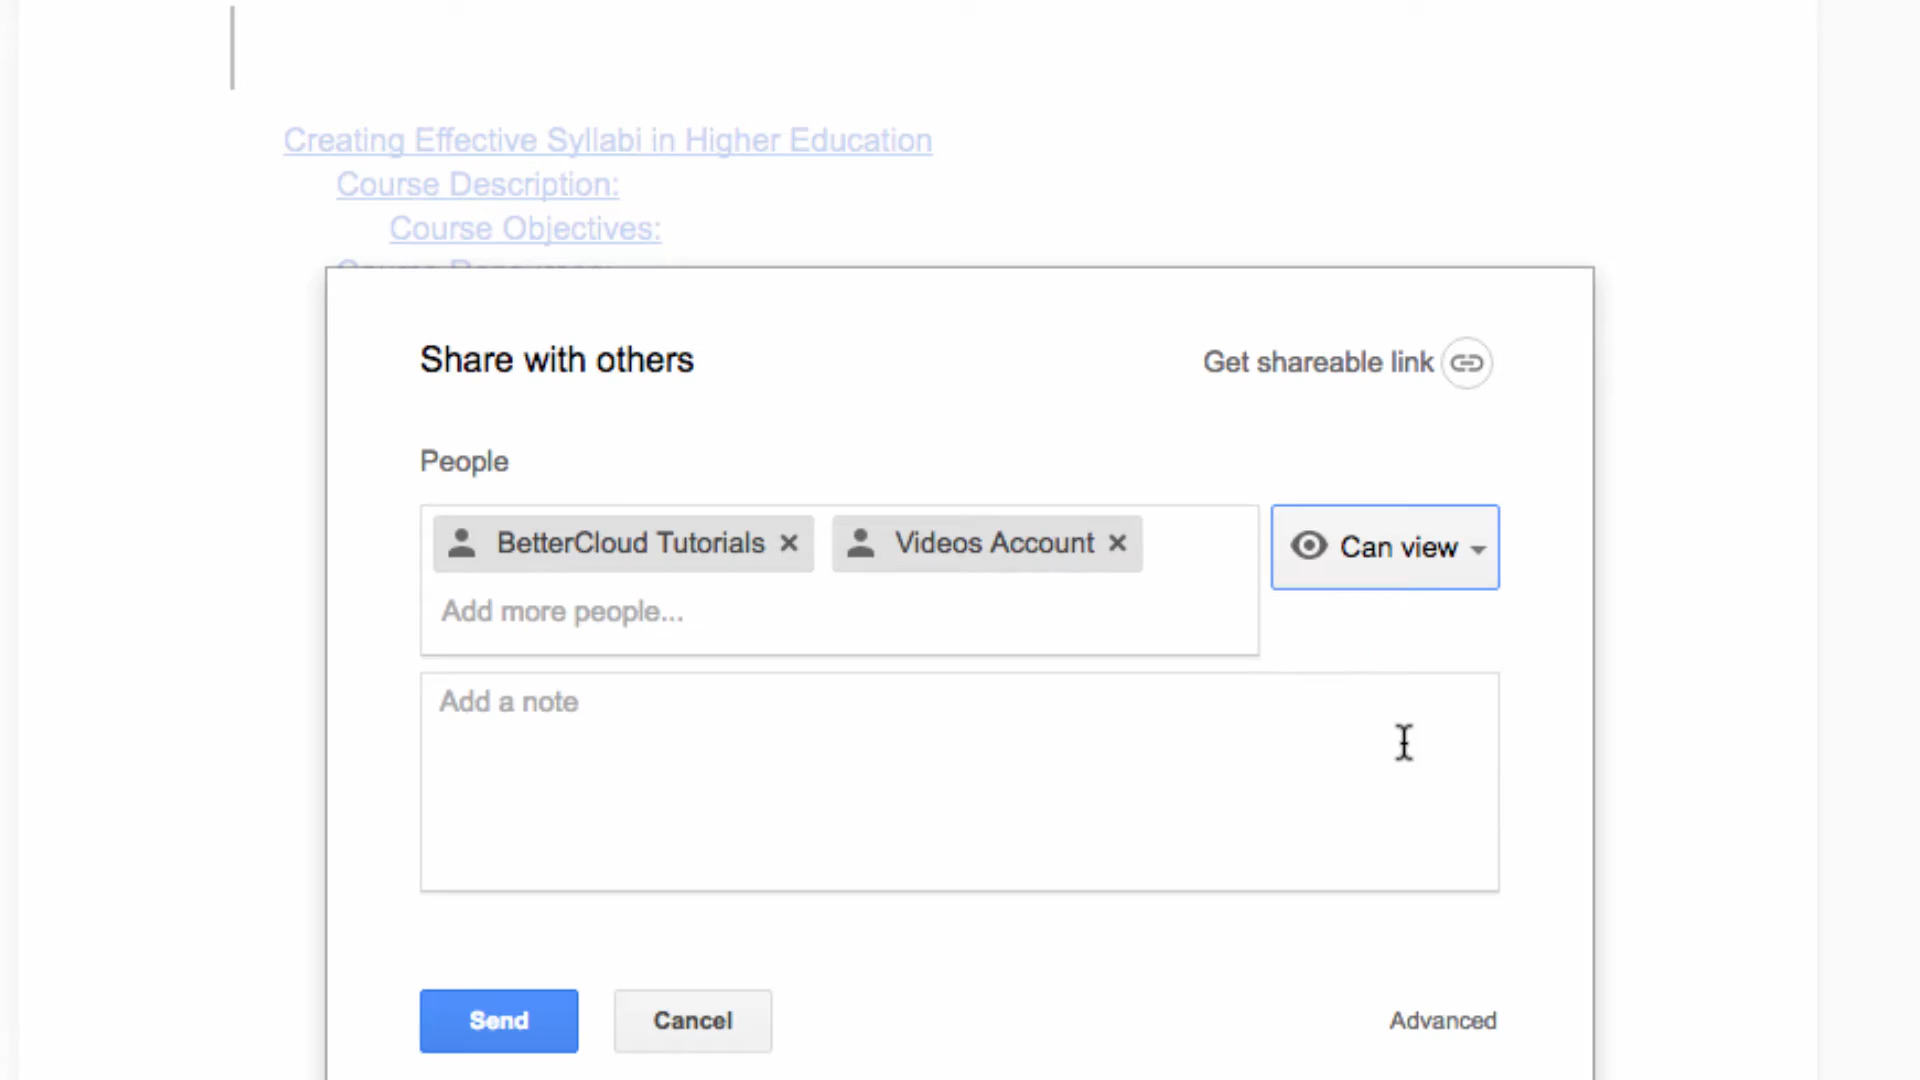 Creating Effective Syllabi in Higher Education
Course Description:
Course Objectives:
Share with others
Get shareable link
People
BetterCloud Tutorials × Videos Account ×
Can view
Add more people...
Add a note
Send
Cancel
Advanced